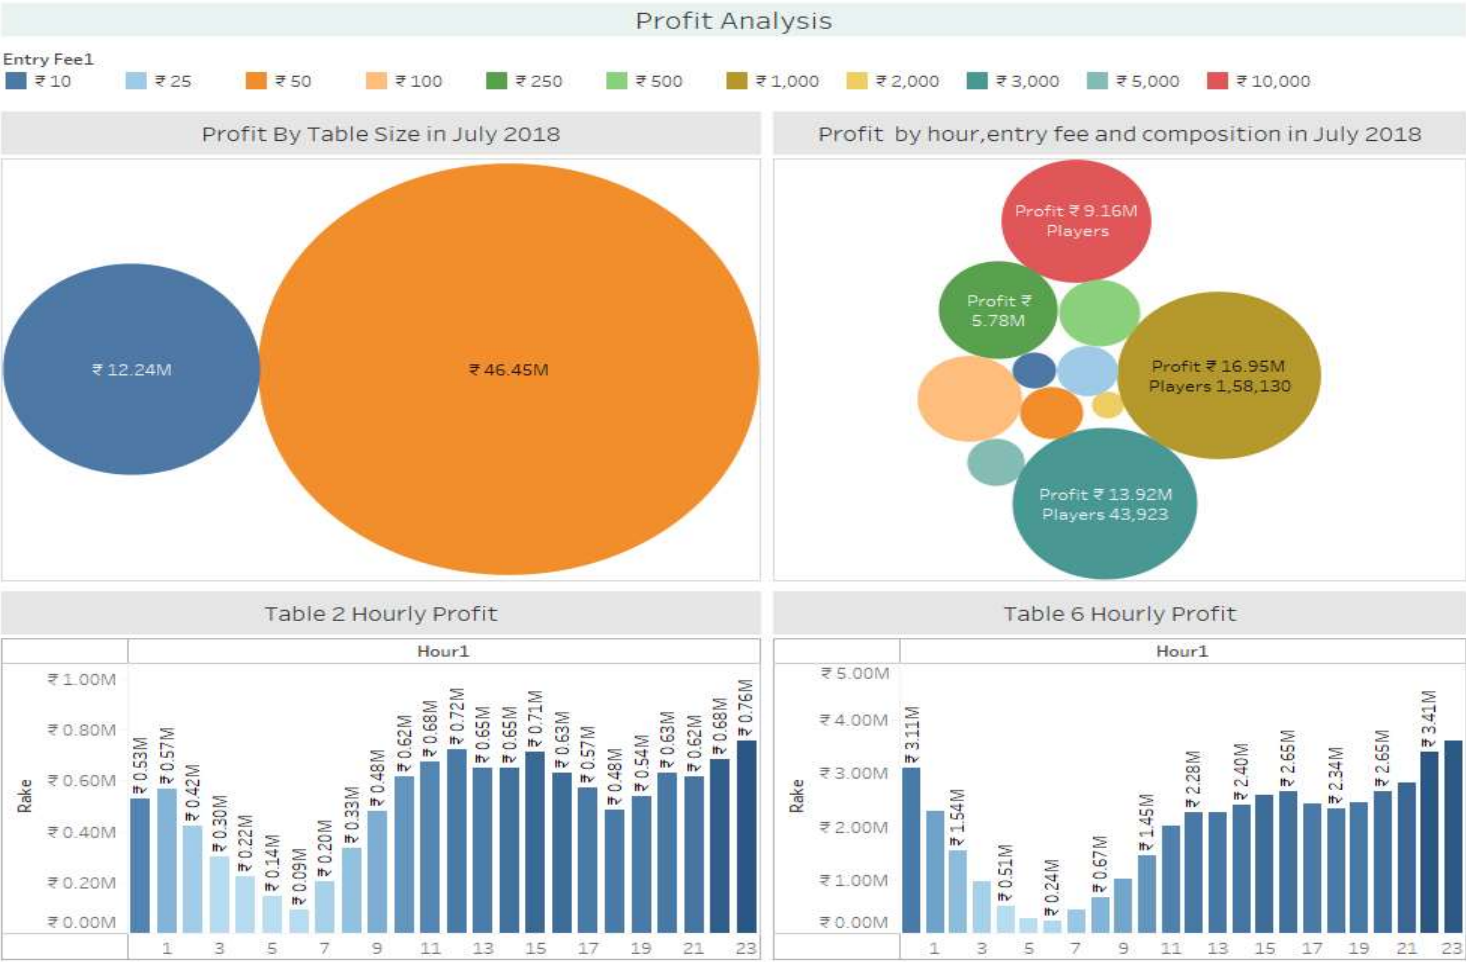 Profit Analysis
Entry Fee1
₹ 10 ₹ 25 ₹ 50 ₹ 100 ₹ 250 ₹ 500 ₹ 1,000 ₹ 2,000 ₹ 3,000 ₹ 5,000 ₹ 10,000
Profit By Table Size in July 2018
₹ 12.24M
₹ 46.45M
Profit by hour,entry fee and composition in July 2018
Profit ₹ 9.16M
Players
Profit ₹
5.78M
Profit ₹ 16.95M
Players 1,58,130
Profit ₹ 13.92M
Players 43,923
Table 2 Hourly Profit
Hour1
Rake
₹ 1.00M
₹ 0.80M
₹ 0.60M
₹ 0.40M
₹ 0.20M
₹ 0.00M
₹ 0.53M
₹ 0.57M
₹ 0.42M
₹ 0.30M
₹ 0.22M
₹ 0.14M
₹ 0.09M
₹ 0.20M
₹ 0.33M
₹ 0.48M
₹ 0.62M
₹ 0.68M
₹ 0.72M
₹ 0.65M
₹ 0.65M
₹ 0.71M
₹ 0.63M
₹ 0.57M
₹ 0.48M
₹ 0.54M
₹ 0.63M
₹ 0.62M
₹ 0.68M
₹ 0.76M
1 3 5 7 9 11 13 15 17 19 21 23
Table 6 Hourly Profit
Hour1
Rake
₹ 5.00M
₹ 4.00M
₹ 3.00M
₹ 2.00M
₹ 1.00M
₹ 0.00M
₹ 3.11M
₹ 1.54M
₹ 0.51M
₹ 0.24M
₹ 0.67M
₹ 1.45M
₹ 2.28M
₹ 2.40M
₹ 2.65M
₹ 2.34M
₹ 2.65M
₹ 3.41M
1 3 5 7 9 11 13 15 17 19 21 23